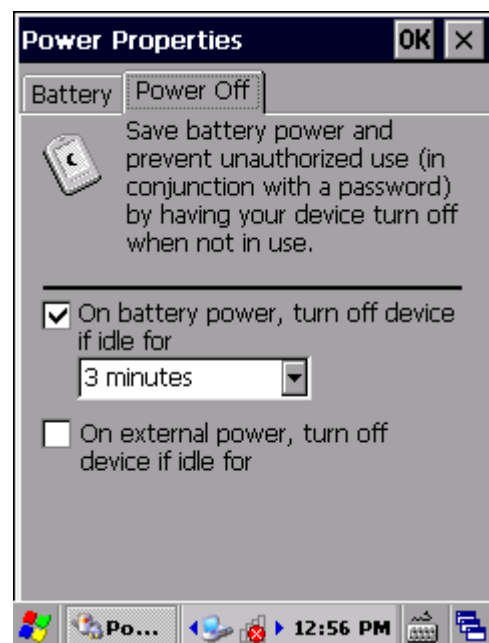 Power Properties OK ×
Battery Power Off
Save battery power and
prevent unauthorized use (in
conjunction with a password)
by having your device turn off
when not in use.
On battery power, turn off device
if idle for
3 minutes
On external power, turn off
device if idle for
Po... 12:56 PM